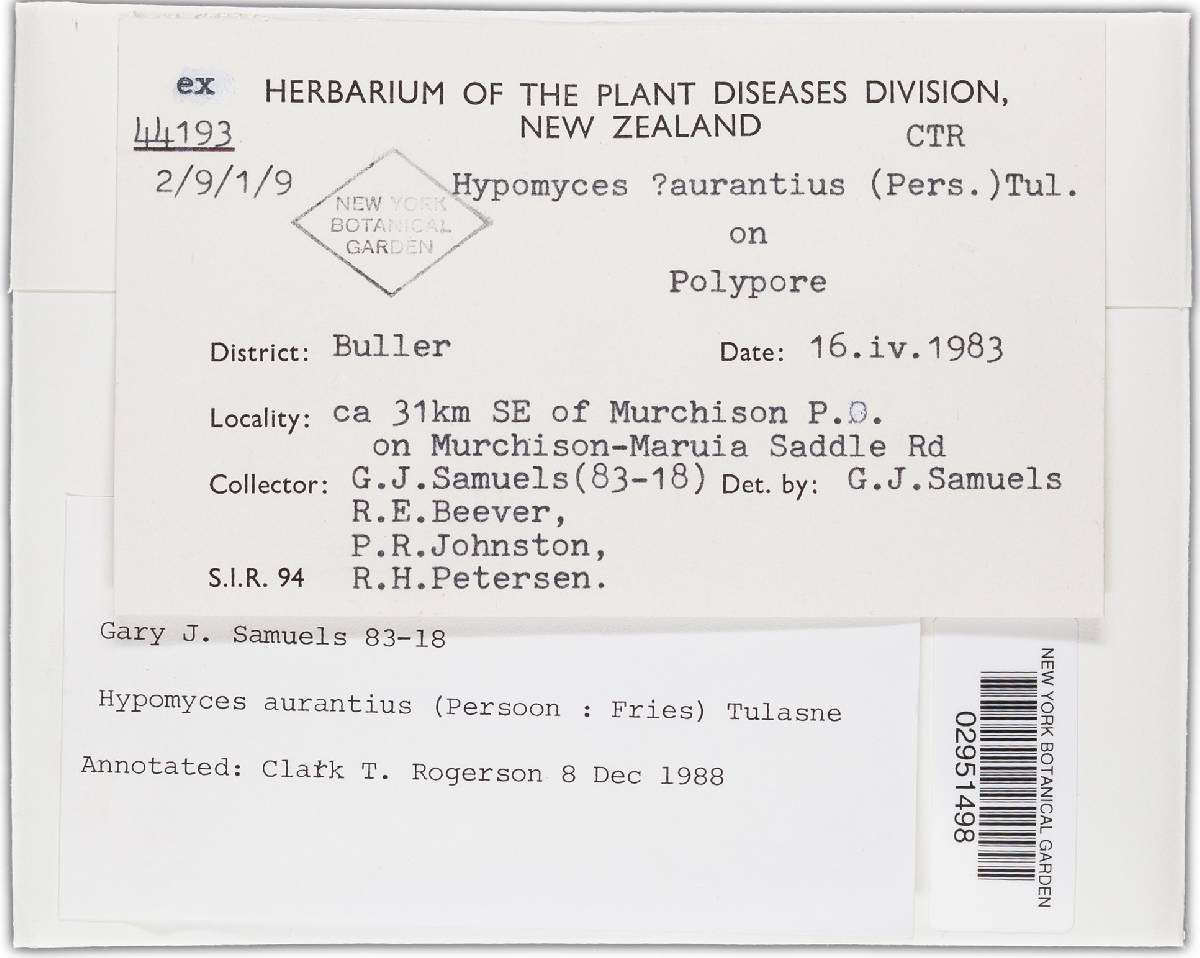 ex HERBARIUM OF THE PLANT DISEASES DIVISION,
NEW ZEALAND
44193
CTR
2/9/1/9
NEW YORK
BOTANICAL
GARDEN
Hypomyces ?aurantius (Pers.)Tul.
on
Polypore
District: Buller Date: 16.iv.1983
Locality: ca 31km SE of Murchison P.O.
on Murchison-Maruia Saddle Rd
Collector: G.J.Samuels(83-18) Det. by: G.J.Samuels
R.E.Beever,
P.R.Johnston,
S.I.R. 94 R.H.Petersen.
Gary J. Samuels 83-18
Hypomyces aurantius (Persoon : Fries) Tulasne
Annotated: Clark T. Rogerson 8 Dec 1988
NEW YORK BOTANICAL GARDEN
02951498